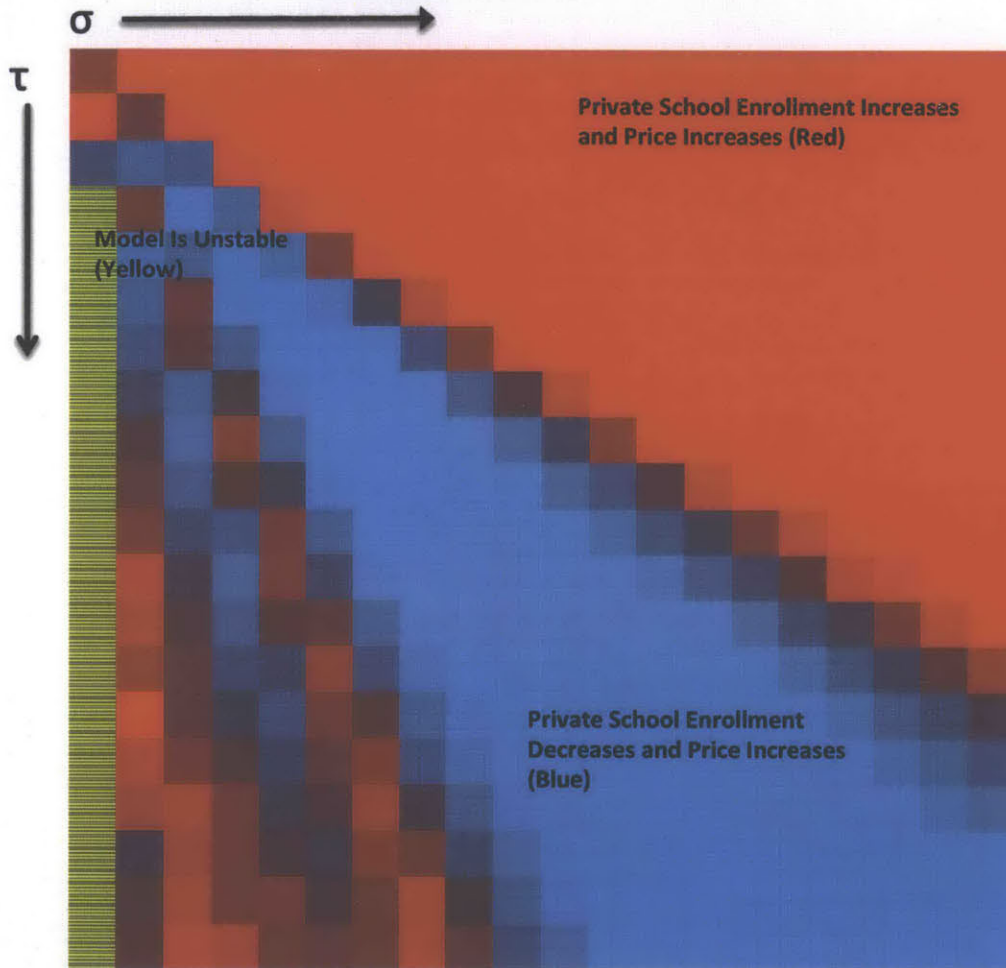 σ
τ
Private School Enrollment Increases
and Price Increases (Red)
Model Is Unstable
(Yellow)
Private School Enrollment
Decreases and Price Increases
(Blue)